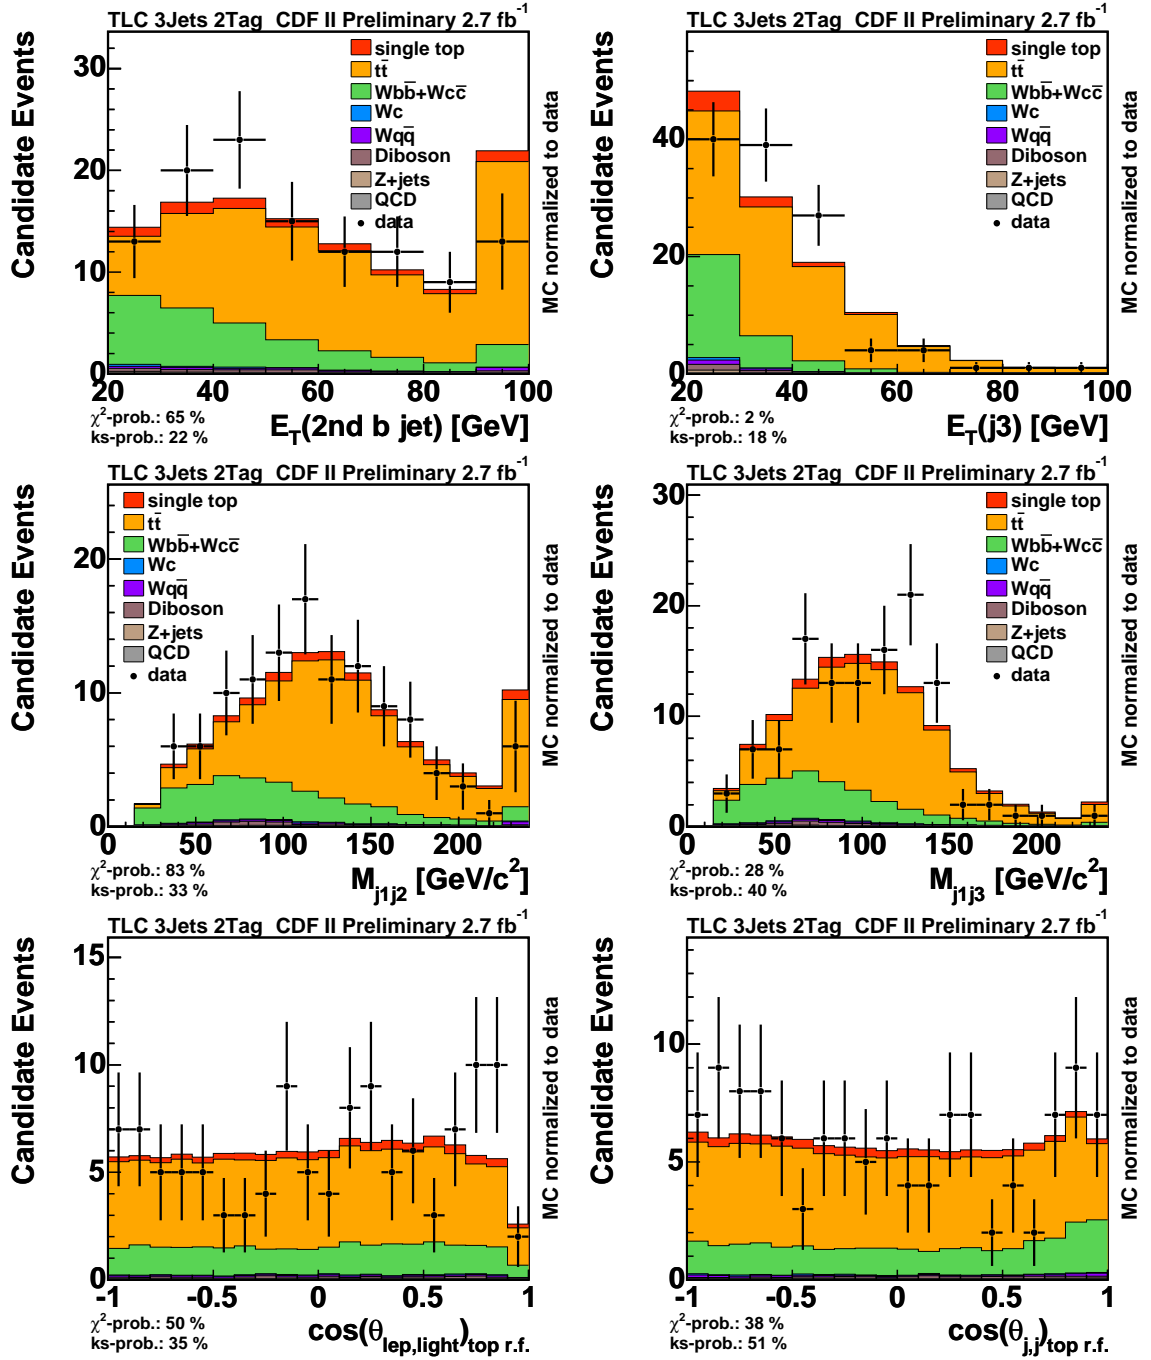 TLC 3Jets 2Tag CDF II Preliminary 2.7 fb⁻¹
Candidate Events
30
20
10
0
single top
tt̄
Wbb̄+Wcc̄
Wc
Wqq̄
Diboson
Z+jets
QCD
data
MC normalized to data
20 40 60 80 100
χ²-prob.: 65 %
ks-prob.: 22 %
E_T(2nd b jet) [GeV]
TLC 3Jets 2Tag CDF II Preliminary 2.7 fb⁻¹
Candidate Events
40
20
0
single top
tt̄
Wbb̄+Wcc̄
Wc
Wqq̄
Diboson
Z+jets
QCD
data
MC normalized to data
20 40 60 80 100
χ²-prob.: 2 %
ks-prob.: 18 %
E_T(j3) [GeV]
TLC 3Jets 2Tag CDF II Preliminary 2.7 fb⁻¹
Candidate Events
20
10
0
single top
tt̄
Wbb̄+Wcc̄
Wc
Wqq̄
Diboson
Z+jets
QCD
data
MC normalized to data
0 50 100 150 200
χ²-prob.: 83 %
ks-prob.: 33 %
M_j1j2 [GeV/c²]
TLC 3Jets 2Tag CDF II Preliminary 2.7 fb⁻¹
Candidate Events
30
20
10
0
single top
tt̄
Wbb̄+Wcc̄
Wc
Wqq̄
Diboson
Z+jets
QCD
data
MC normalized to data
0 50 100 150 200
χ²-prob.: 28 %
ks-prob.: 40 %
M_j1j3 [GeV/c²]
TLC 3Jets 2Tag CDF II Preliminary 2.7 fb⁻¹
Candidate Events
15
10
5
0
MC normalized to data
-1 -0.5 0 0.5 1
χ²-prob.: 50 %
ks-prob.: 35 %
cos(θ_lep,light)_top r.f.
TLC 3Jets 2Tag CDF II Preliminary 2.7 fb⁻¹
Candidate Events
10
5
0
MC normalized to data
-1 -0.5 0 0.5 1
χ²-prob.: 38 %
ks-prob.: 51 %
cos(θ_j,j)_top r.f.